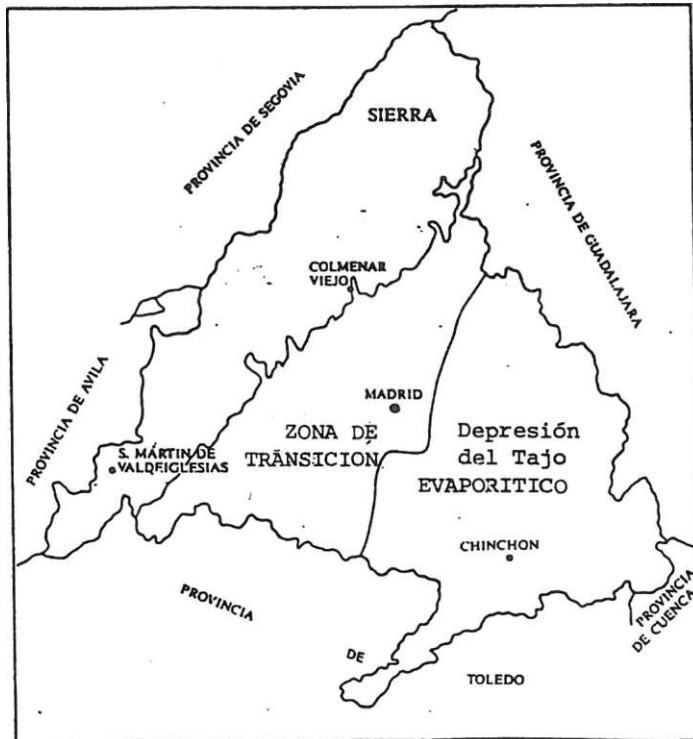 SIERRA
PROVINCIA DE SEGOVIA
PROVINCIA DE GUADALAJARA
COLMENAR
VIEJO
PROVINCIA DE AVILA
MADRID
ZONA DE
TRANSICION
Depresión
del Tajo
EVAPORITICO
S. MARTIN DE
VALDEIGLESIAS
CHINCHON
PROVINCIA
DE CUENCA
PROVINCIA
DE
TOLEDO